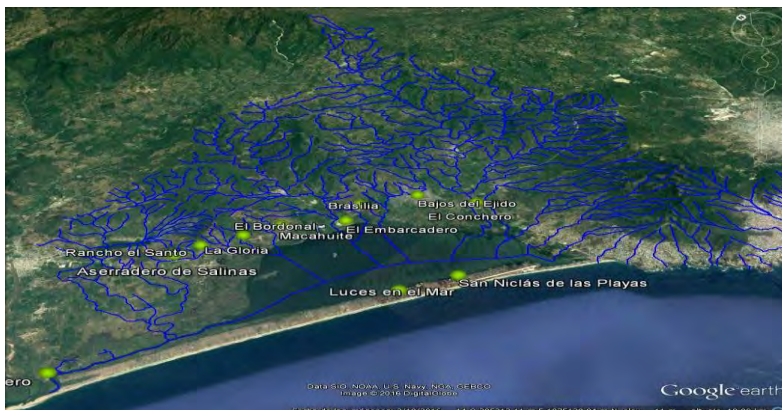 Brasilia
Bajos del Ejido
El Conchero
El Bordonal
El Embarcadero
Macahuite
Rancho el Santo
La Gloria
Aserradero de Salinas
San Niclás de las Playas
Luces en el Mar
ero
Data SIO, NOAA, U.S. Navy, NGA, GEBCO
Image © 2016 DigitalGlobe
Google earth